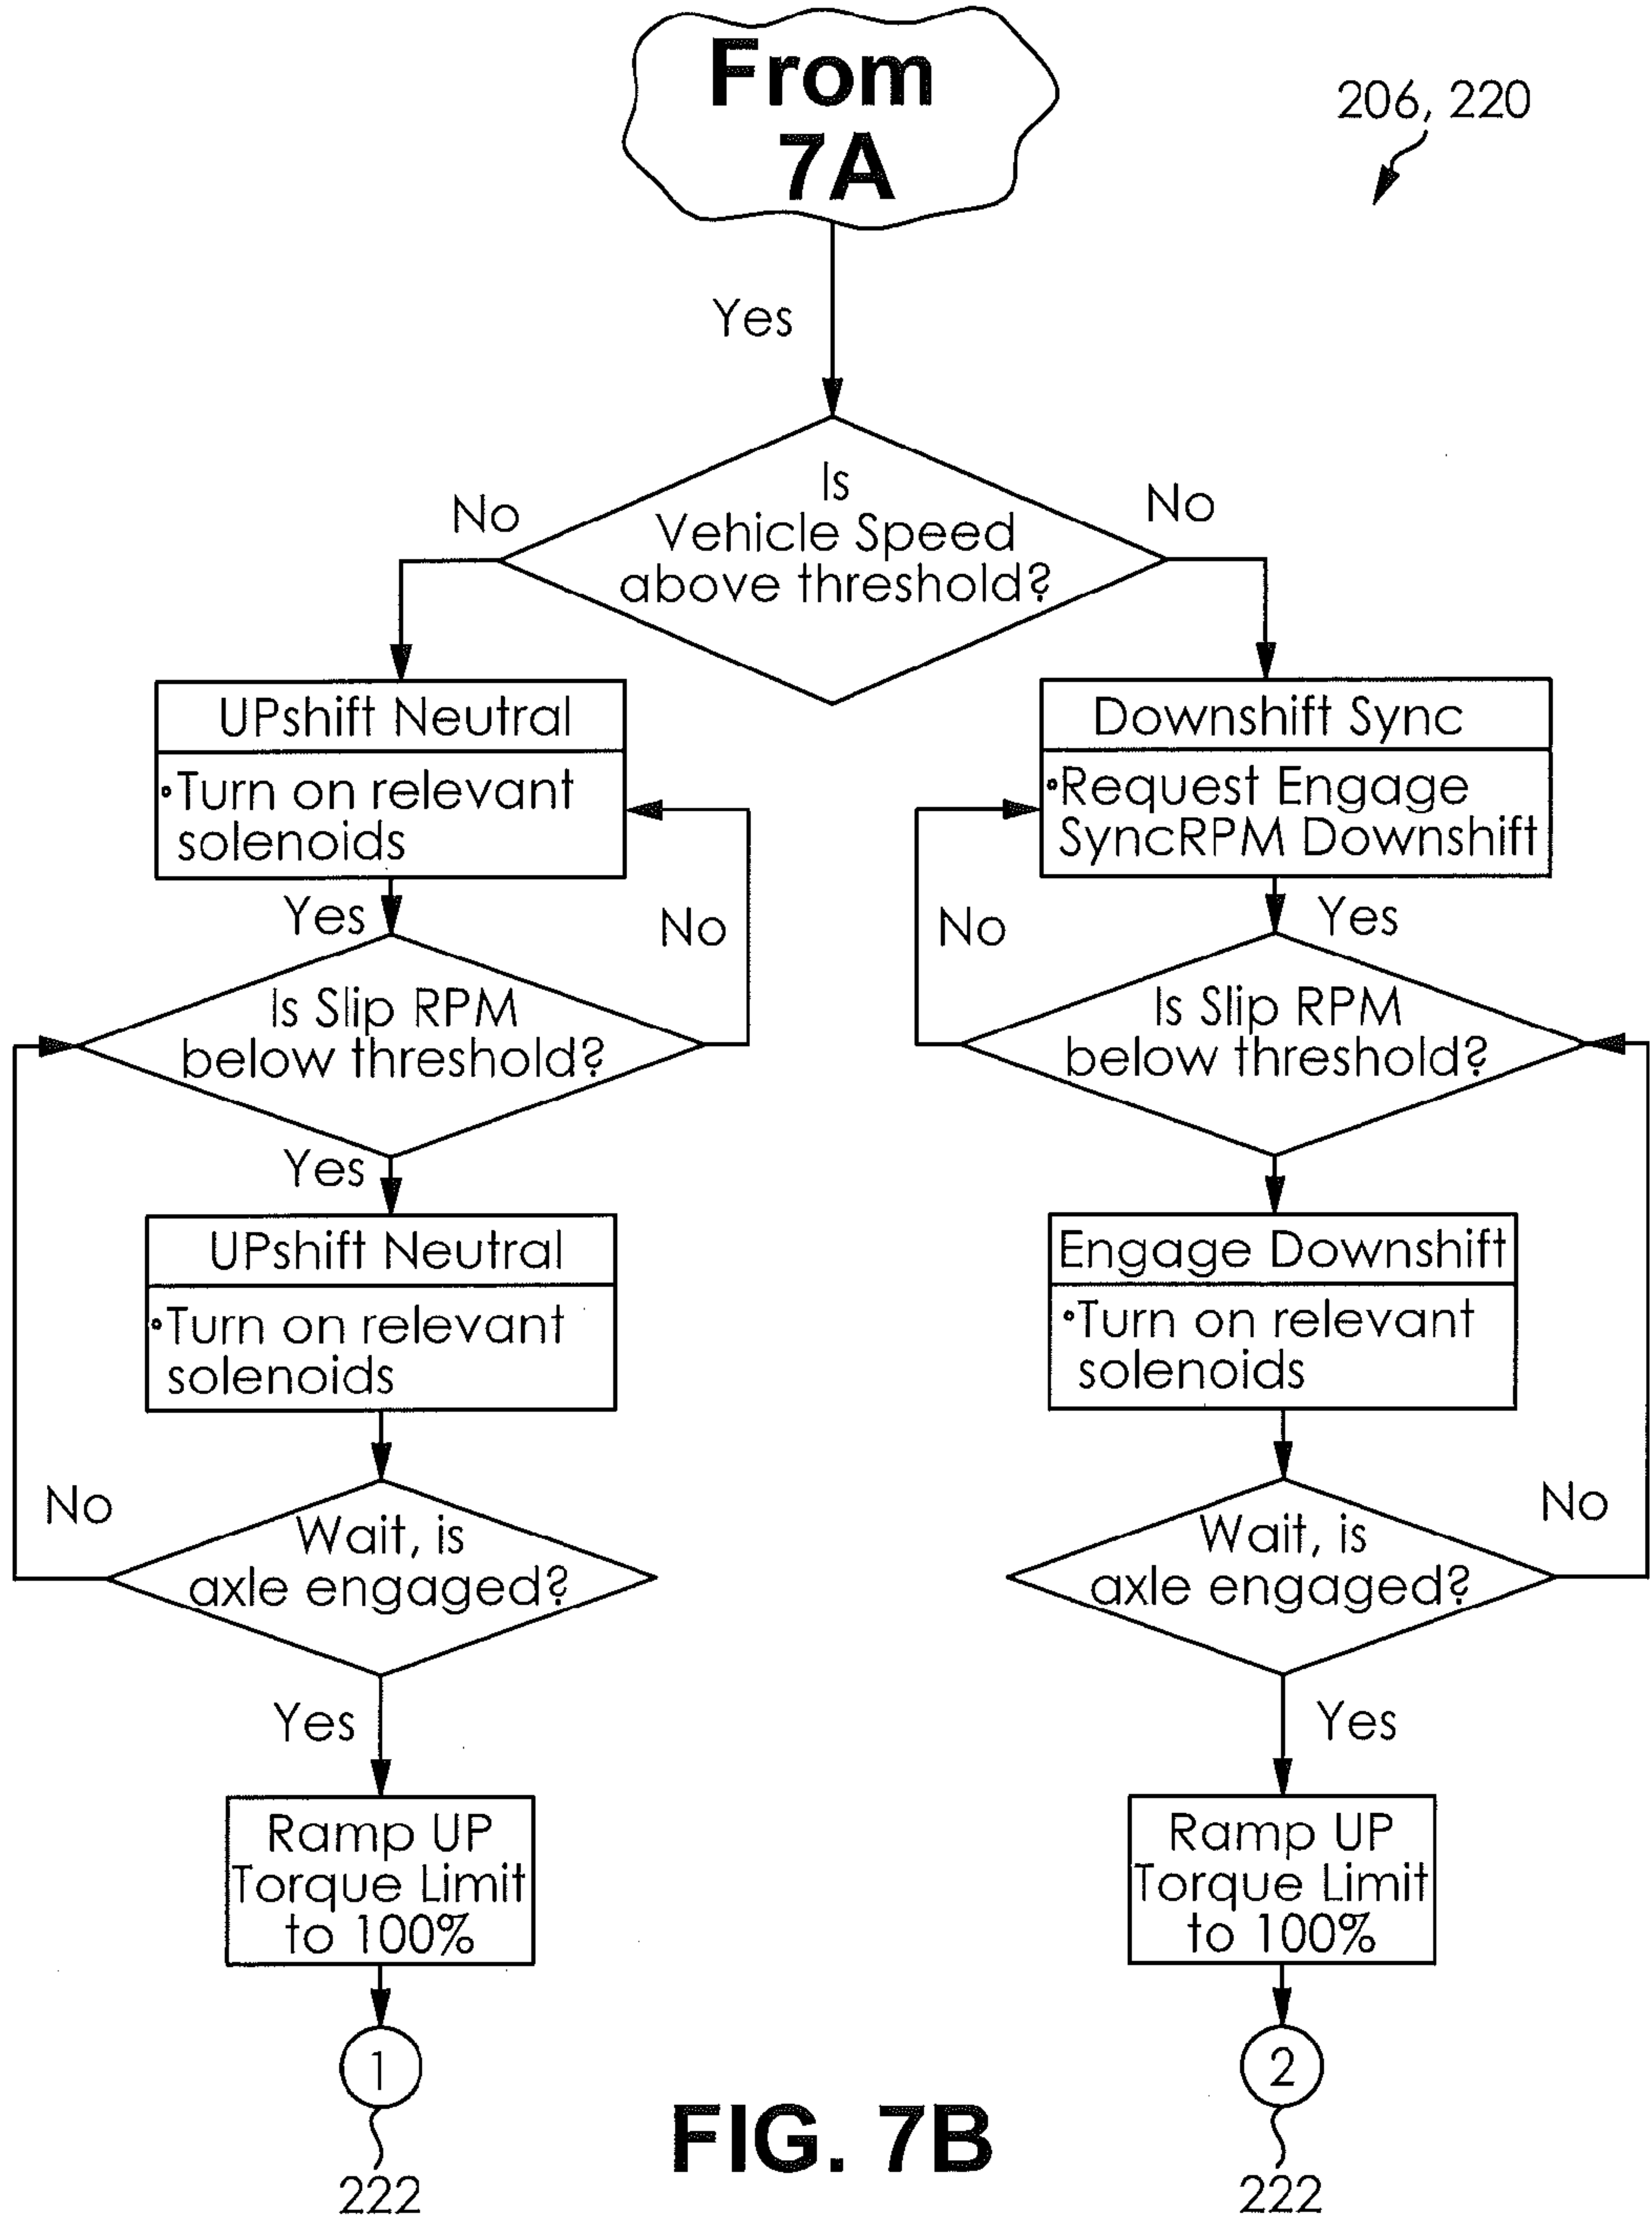 From
7A
206, 220
Yes
Is
Vehicle Speed
above threshold?
No
No
UPshift Neutral
•Turn on relevant
solenoids
Downshift Sync
•Request Engage
SyncRPM Downshift
Yes
No
No
Yes
Is Slip RPM
below threshold?
Is Slip RPM
below threshold?
Yes
UPshift Neutral
•Turn on relevant
solenoids
Engage Downshift
•Turn on relevant
solenoids
No
Wait, is
axle engaged?
Wait, is
axle engaged?
No
Yes
Yes
Ramp UP
Torque Limit
to 100%
Ramp UP
Torque Limit
to 100%
1
2
222
222
FIG. 7B